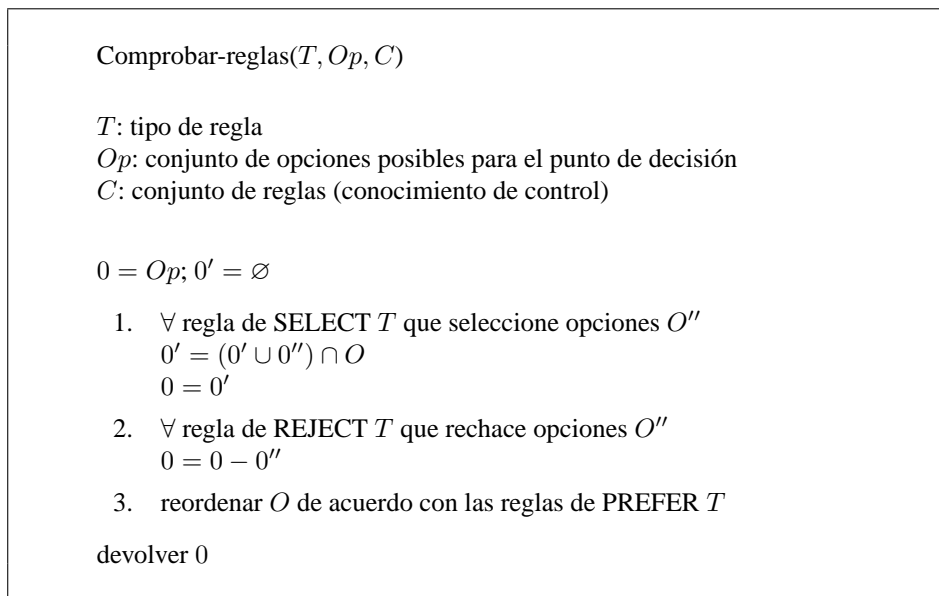 Comprobar-reglas(T, Op, C)
T: tipo de regla
Op: conjunto de opciones posibles para el punto de decisión
C: conjunto de reglas (conocimiento de control)
0 = Op; 0′ = ∅
1. ∀ regla de SELECT T que seleccione opciones O′′
0′ = (0′ ∪ 0′′) ∩ O
0 = 0′
2. ∀ regla de REJECT T que rechace opciones O′′
0 = 0 − 0′′
3. reordenar O de acuerdo con las reglas de PREFER T
devolver 0